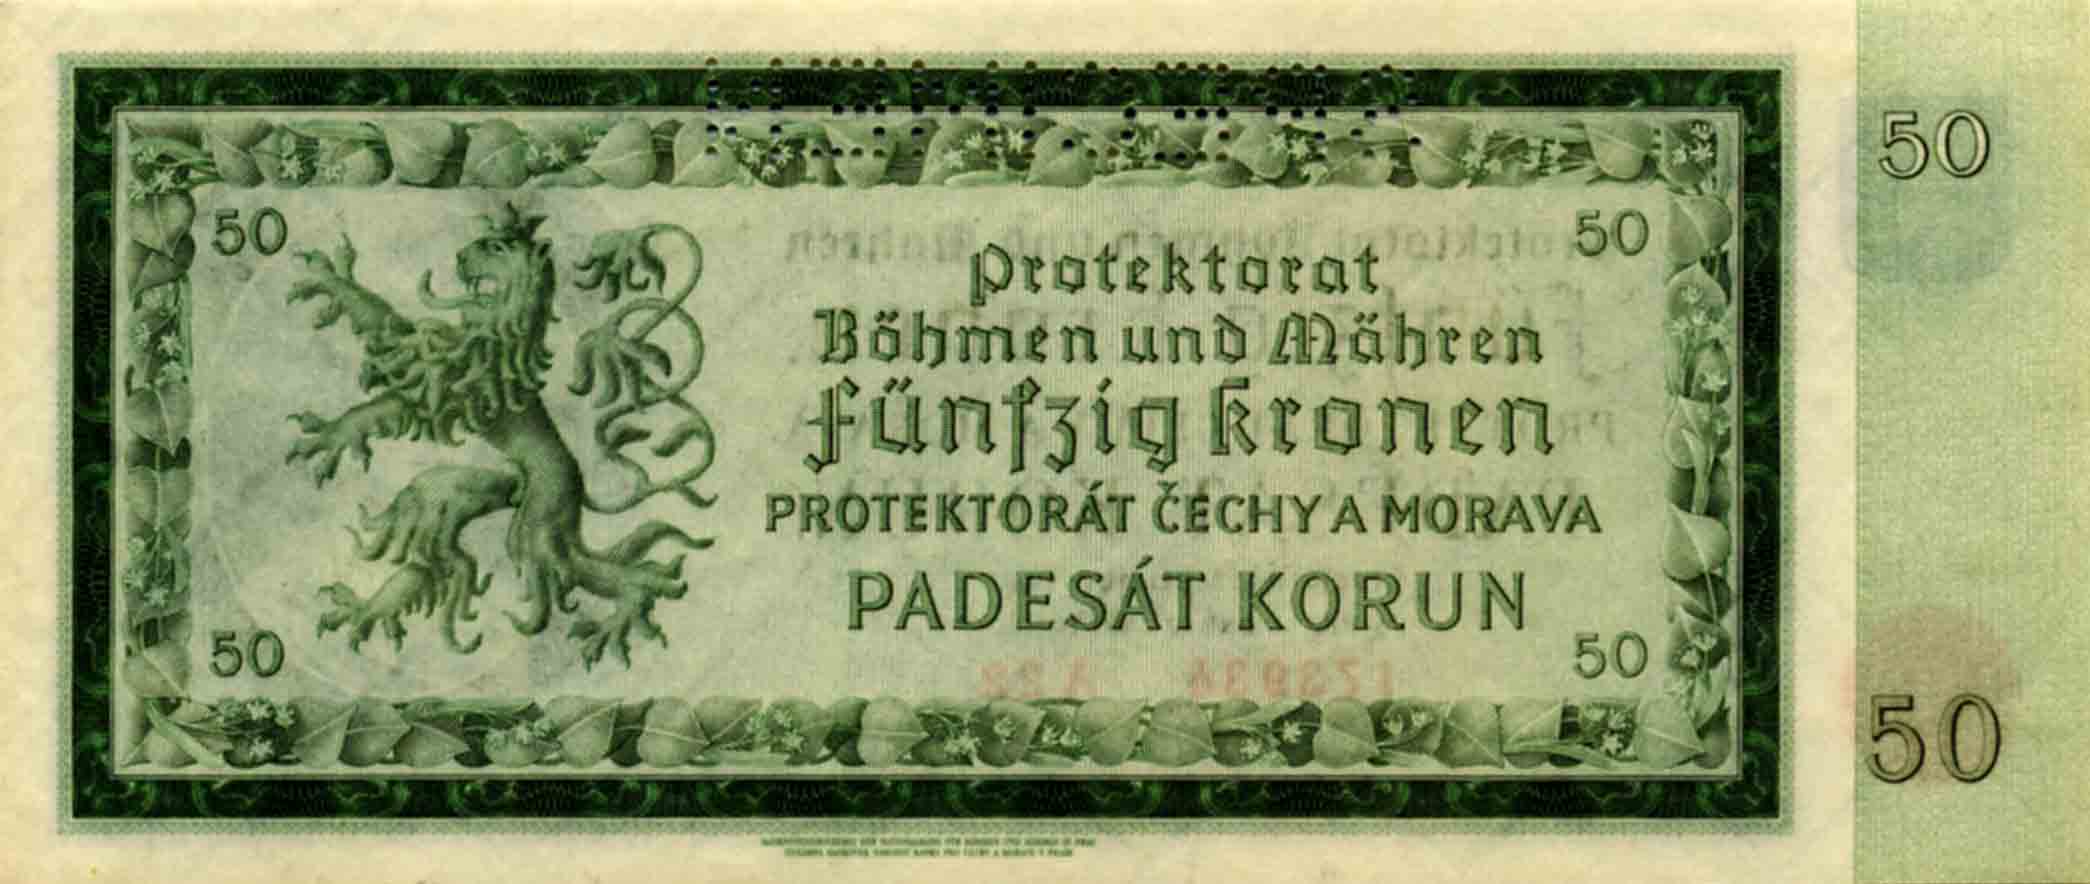 50
50
50
Protektorat
Böhmen und Mähren
Fünfzig Kronen
PROTEKTORÁT ČECHY A MORAVA
PADESÁT KORUN
50
50
50